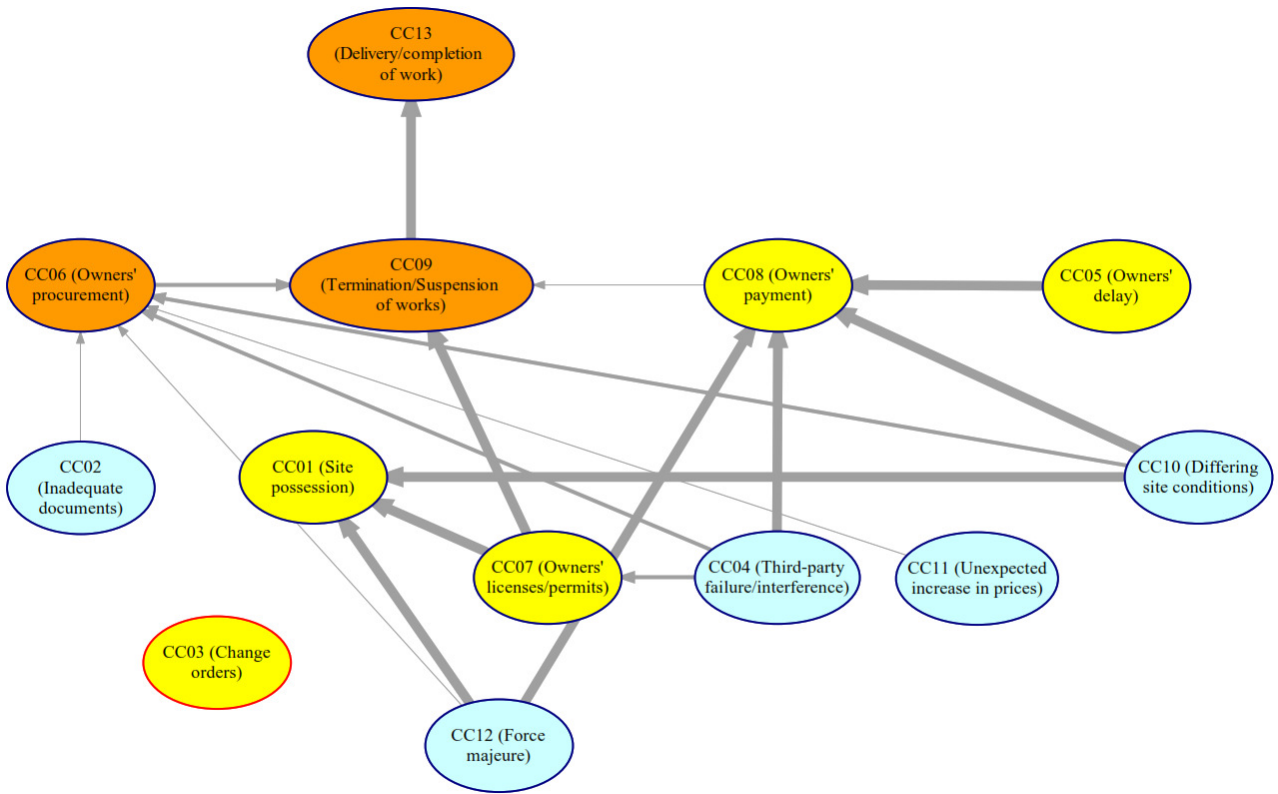 CC13
(Delivery/completion
of work)
CC06 (Owners'
procurement)
CC09
(Termination/Suspension
of works)
CC08 (Owners'
payment)
CC05 (Owners'
delay)
CC02
(Inadequate
documents)
CC01 (Site
possession)
CC10 (Differing
site conditions)
CC07 (Owners'
licenses/permits)
CC04 (Third-party
failure/interference)
CC11 (Unexpected
increase in prices)
CC03 (Change
orders)
CC12 (Force
majeure)